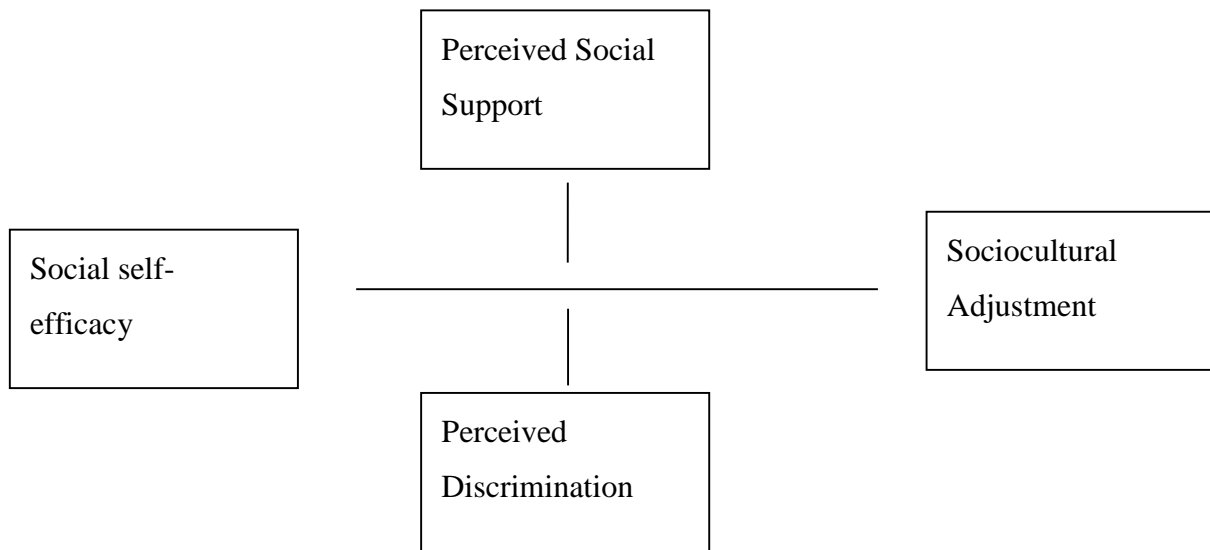 Perceived Social
Support
Social self-
efficacy
Sociocultural
Adjustment
Perceived
Discrimination